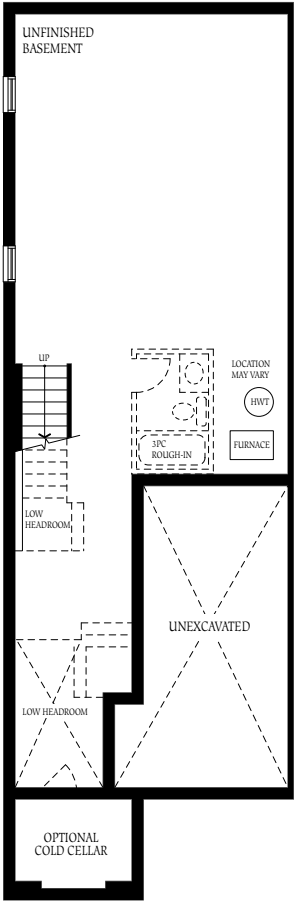 UNFINISHED
BASEMENT
UP
LOCATION
MAY VARY
HWT
3PC
ROUGH-IN
FURNACE
LOW
HEADROOM
UNEXCAVATED
LOW HEADROOM
OPTIONAL
COLD CELLAR